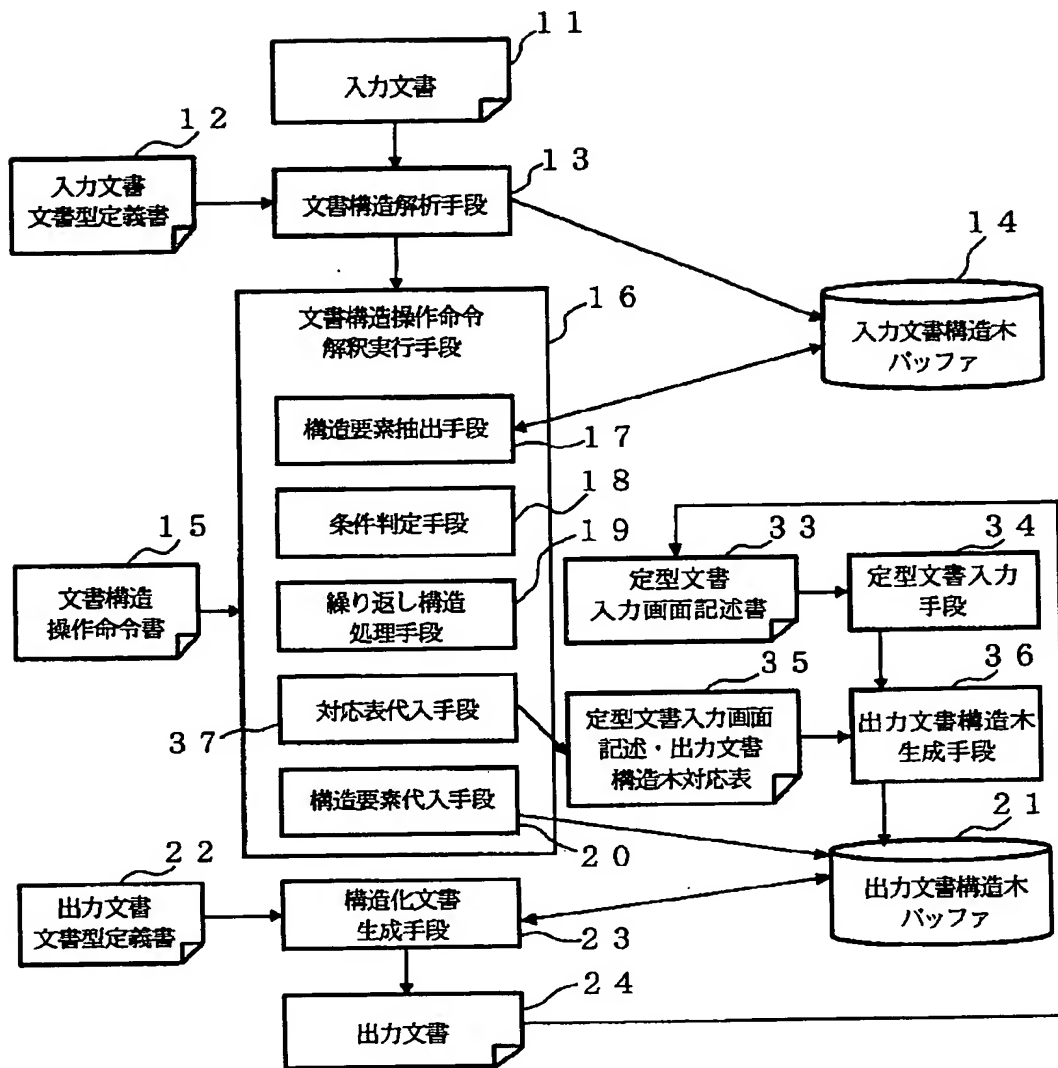 １１
入力文書
１２
入力文書
文書型定義書
１３
文書構造解析手段
１４
入力文書構造木
バッファ
１６
文書構造操作命令
解釈実行手段
構造要素抽出手段
１７
１８
条件判定手段
１５
文書構造
操作命令書
１９
繰り返し構造
処理手段
３３
定型文書
入力画面記述書
３４
定型文書入力
手段
３７
対応表代入手段
３５
定型文書入力画面
記述・出力文書
構造木対応表
３６
出力文書構造木
生成手段
構造要素代入手段
２０
２１
出力文書構造木
バッファ
２２
出力文書
文書型定義書
構造化文書
生成手段
２３
２４
出力文書